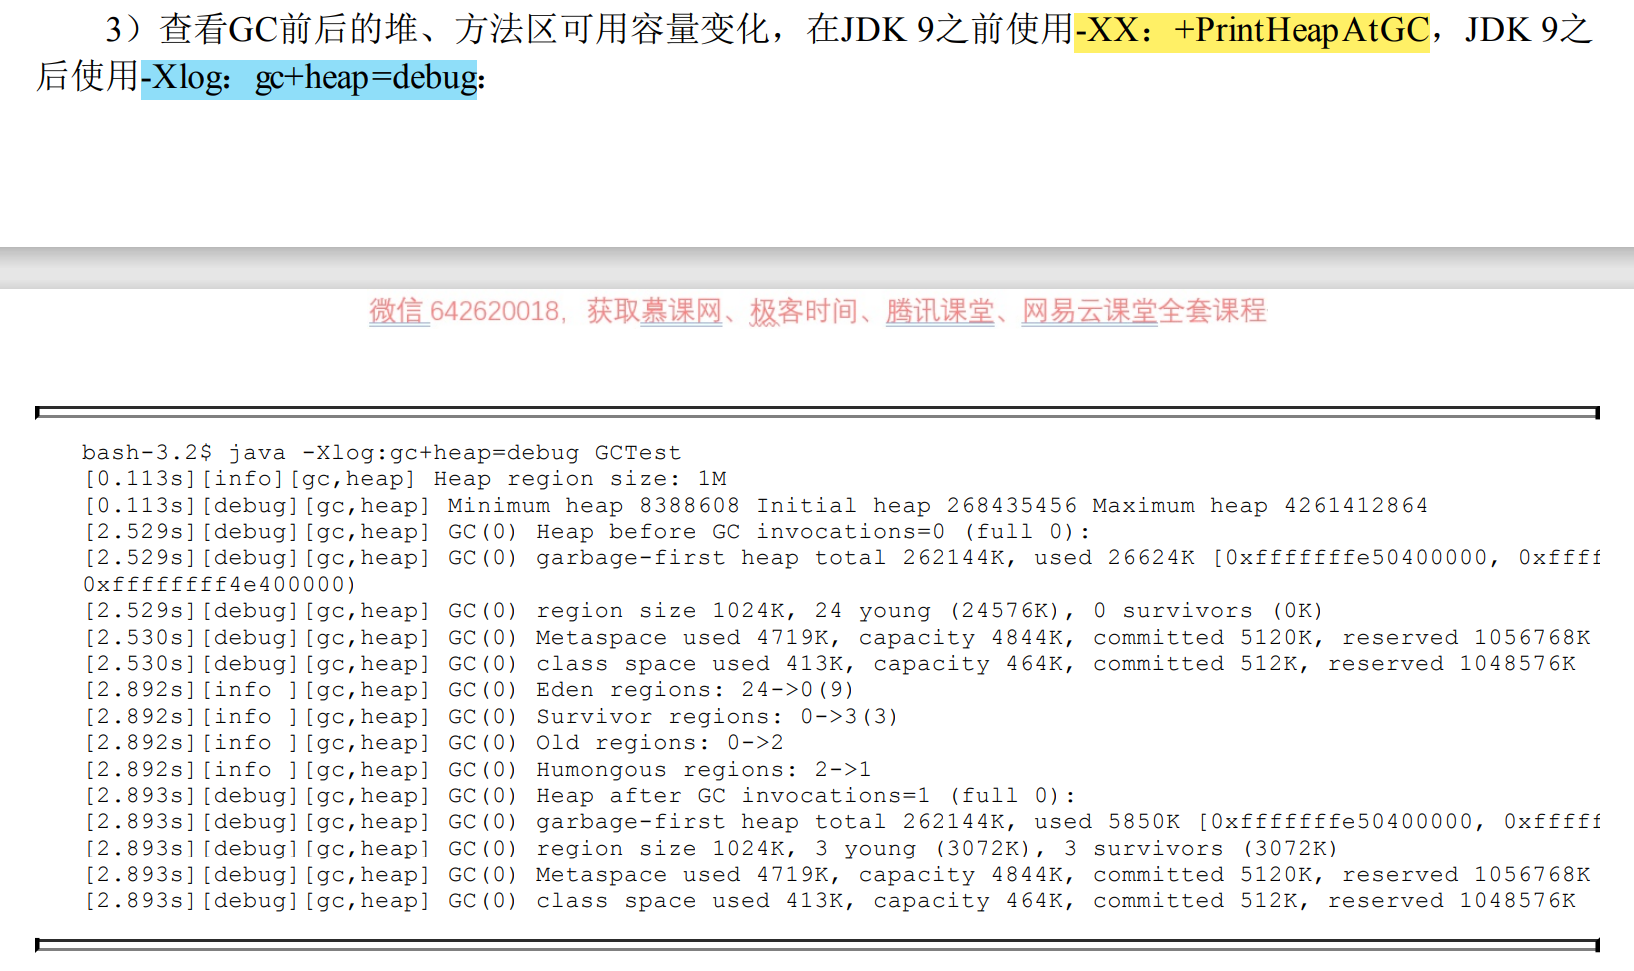 3）查看GC前后的堆、方法区可用容量变化，在JDK 9之前使用-XX：+PrintHeapAtGC，JDK 9之
后使用-Xlog：gc+heap=debug：
微信 642620018, 获取慕课网、极客时间、腾讯课堂、网易云课堂全套课程
bash-3.2$ java -Xlog:gc+heap=debug GCTest
[0.113s][info][gc,heap] Heap region size: 1M
[0.113s][debug][gc,heap] Minimum heap 8388608 Initial heap 268435456 Maximum heap 4261412864
[2.529s][debug][gc,heap] GC(0) Heap before GC invocations=0 (full 0):
[2.529s][debug][gc,heap] GC(0) garbage-first heap total 262144K, used 26624K [0xfffffffe50400000, 0xffff
0xffffffff4e400000)
[2.529s][debug][gc,heap] GC(0) region size 1024K, 24 young (24576K), 0 survivors (0K)
[2.530s][debug][gc,heap] GC(0) Metaspace used 4719K, capacity 4844K, committed 5120K, reserved 1056768K
[2.530s][debug][gc,heap] GC(0) class space used 413K, capacity 464K, committed 512K, reserved 1048576K
[2.892s][info ][gc,heap] GC(0) Eden regions: 24->0(9)
[2.892s][info ][gc,heap] GC(0) Survivor regions: 0->3(3)
[2.892s][info ][gc,heap] GC(0) Old regions: 0->2
[2.892s][info ][gc,heap] GC(0) Humongous regions: 2->1
[2.893s][debug][gc,heap] GC(0) Heap after GC invocations=1 (full 0):
[2.893s][debug][gc,heap] GC(0) garbage-first heap total 262144K, used 5850K [0xfffffffe50400000, 0xfffff
[2.893s][debug][gc,heap] GC(0) region size 1024K, 3 young (3072K), 3 survivors (3072K)
[2.893s][debug][gc,heap] GC(0) Metaspace used 4719K, capacity 4844K, committed 5120K, reserved 1056768K
[2.893s][debug][gc,heap] GC(0) class space used 413K, capacity 464K, committed 512K, reserved 1048576K